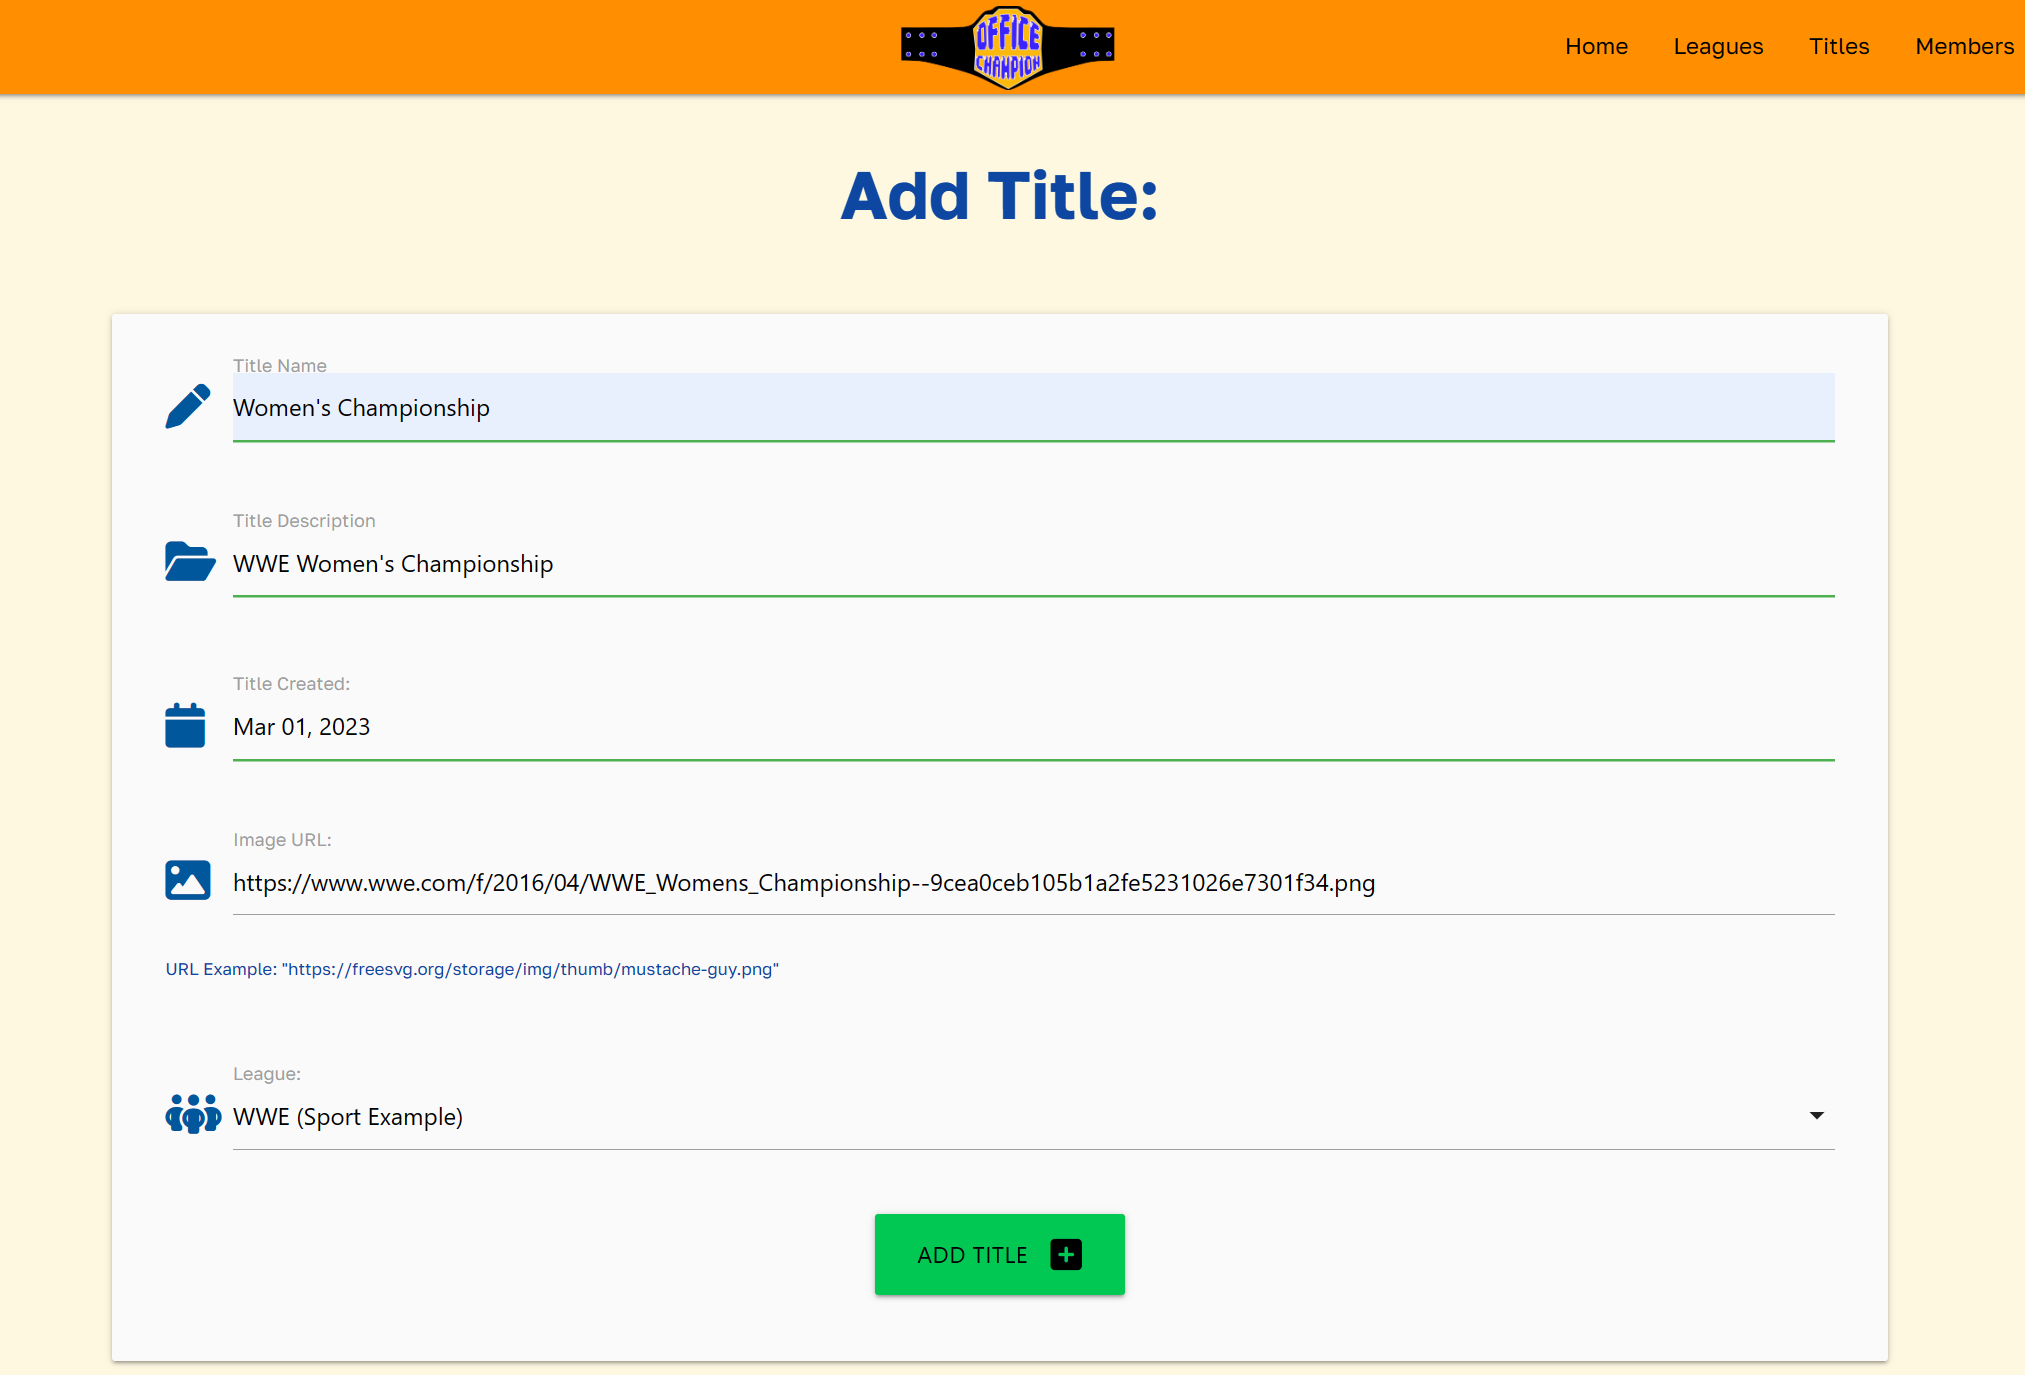 OFFICE
CHAMPION
Home Leagues Titles Members
Add Title:
Title Name
Women's Championship
Title Description
WWE Women's Championship
Title Created:
Mar 01, 2023
Image URL:
https://www.wwe.com/f/2016/04/WWE_Womens_Championship--9cea0ceb105b1a2fe5231026e7301f34.png
URL Example: "https://freesvg.org/storage/img/thumb/mustache-guy.png"
League:
WWE (Sport Example)
ADD TITLE